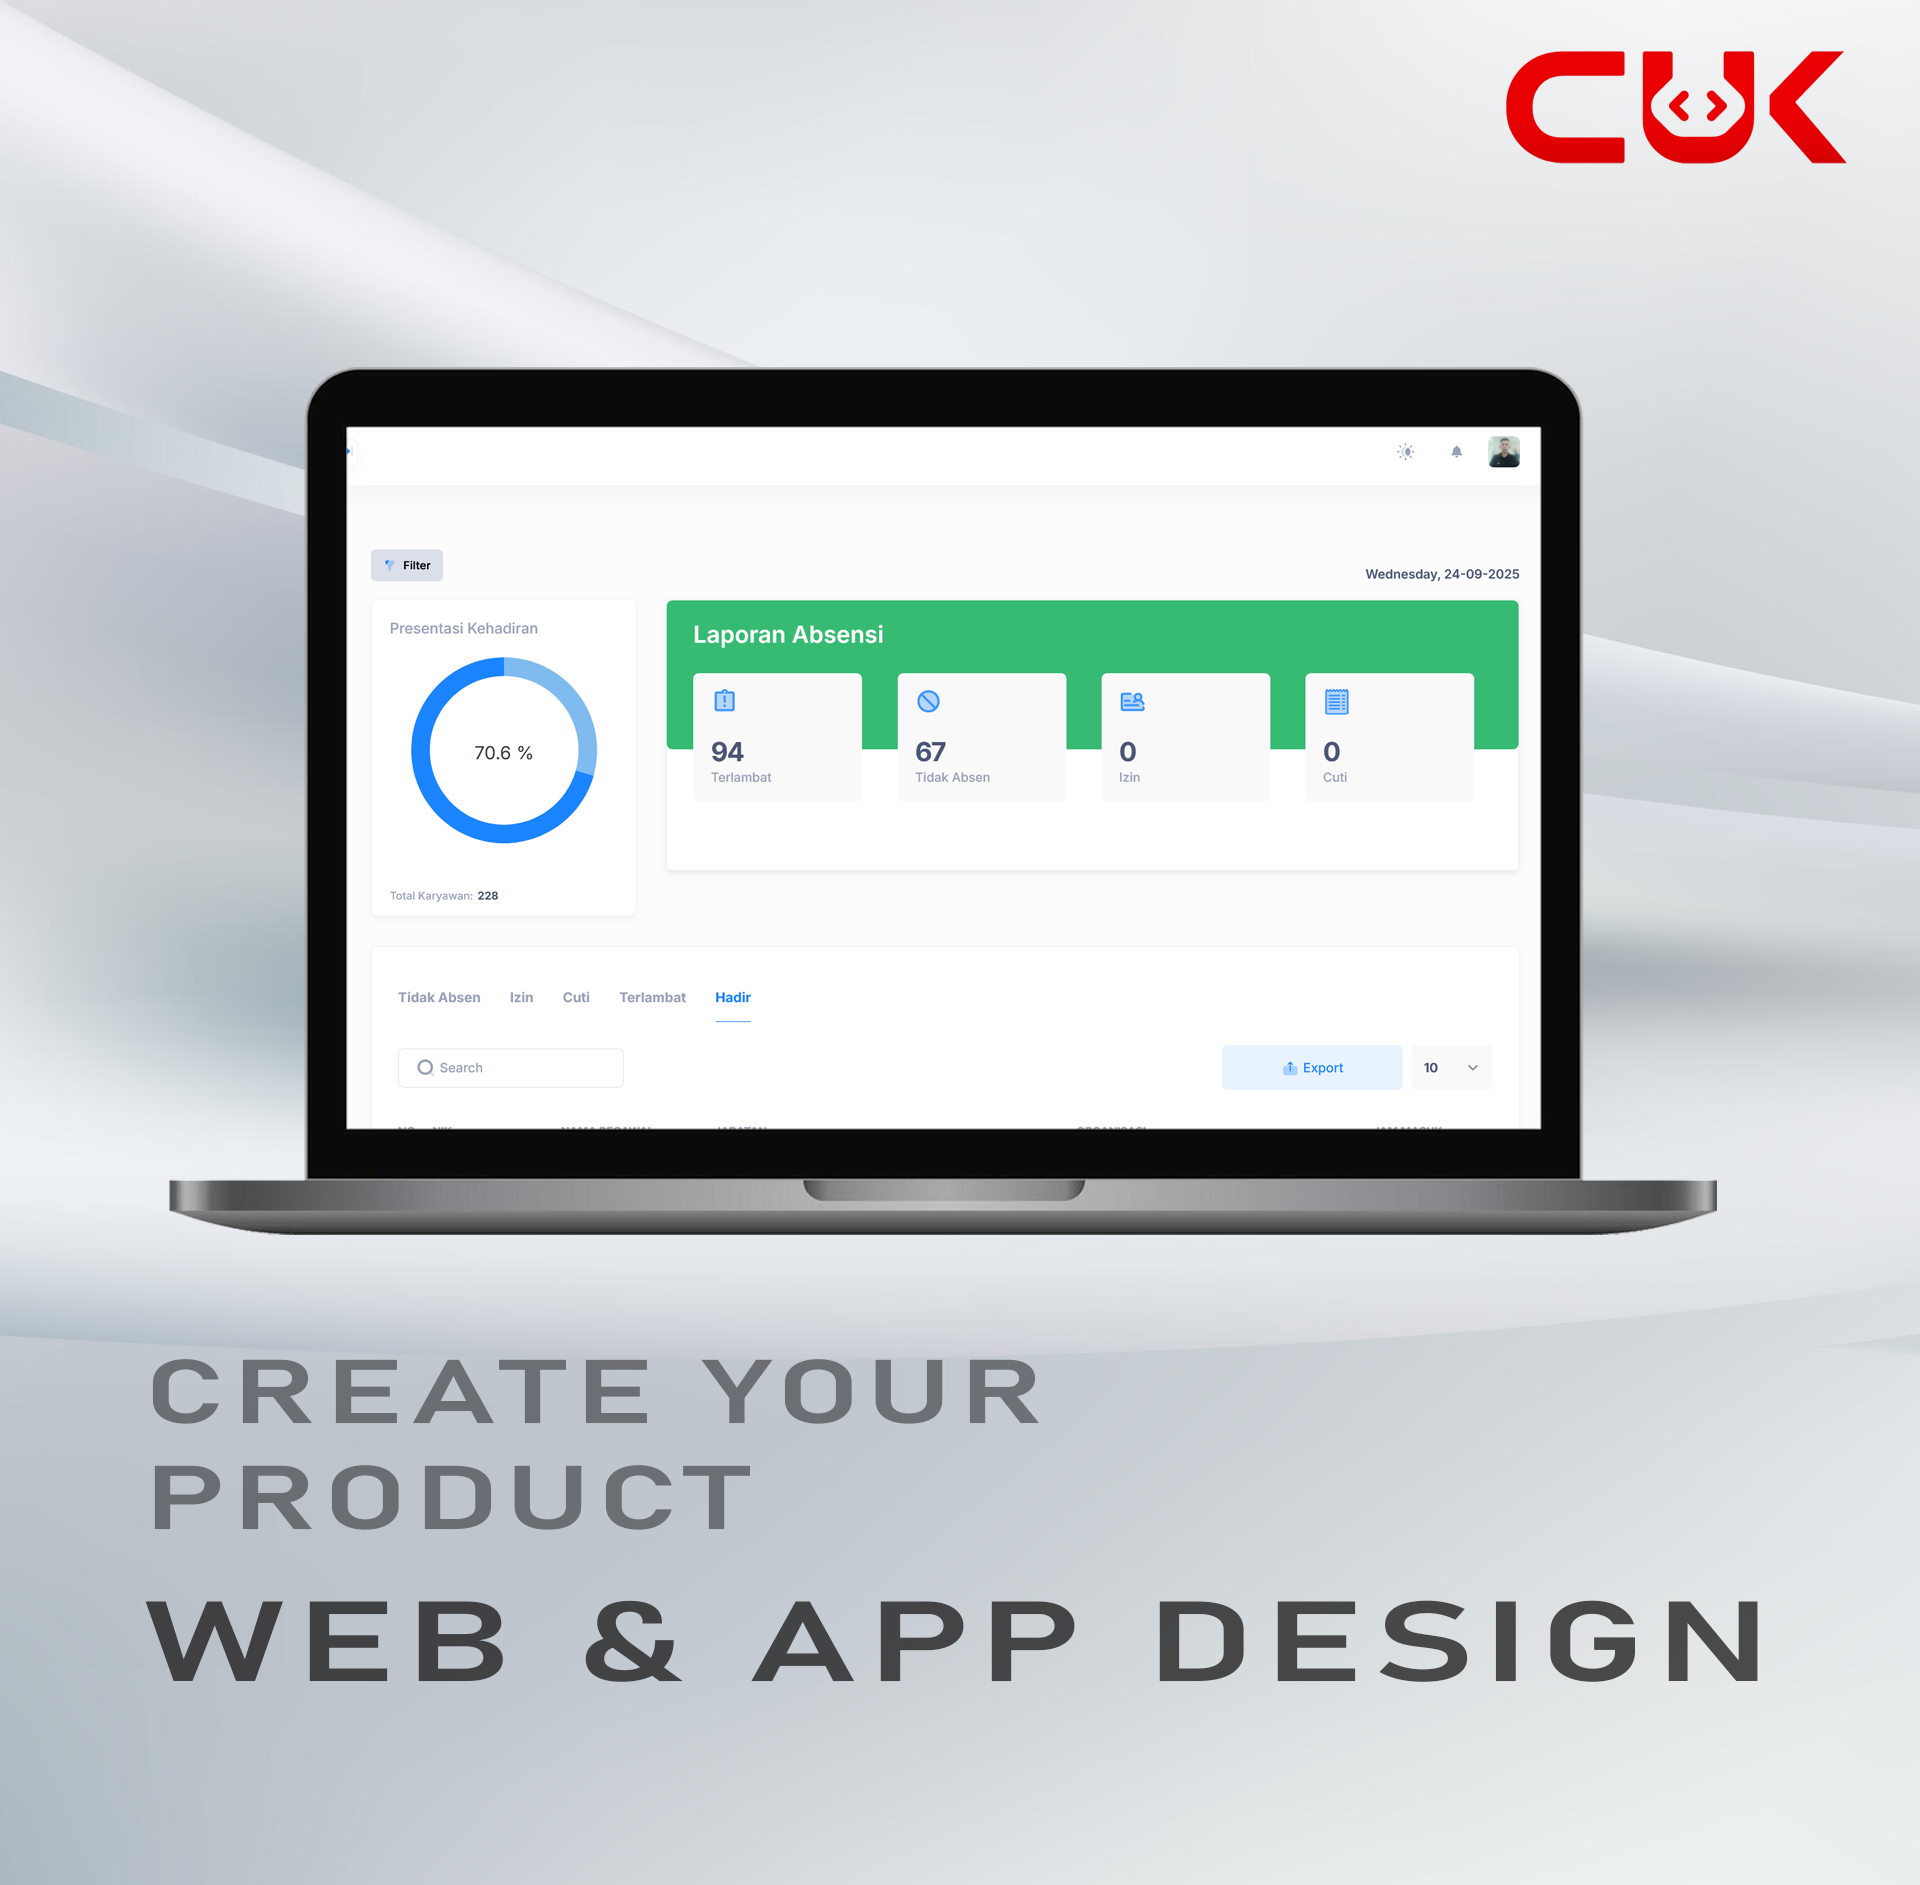 CUK
Filter
Wednesday, 24-09-2025
Presentasi Kehadiran
70.6 %
Total Karyawan: 228
Laporan Absensi
94
Terlambat
67
Tidak Absen
0
Izin
0
Cuti
Tidak Absen Izin Cuti Terlambat Hadir
Search
Export
10
CREATE YOUR
PRODUCT
WEB & APP DESIGN